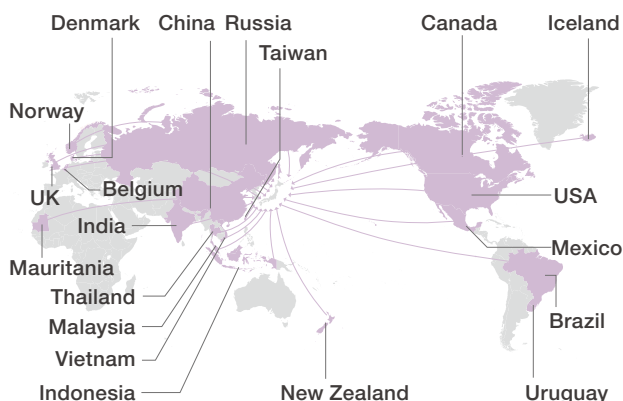 Denmark
China
Russia
Canada
Iceland
Taiwan
Norway
UK
Belgium
USA
India
Mexico
Mauritania
Thailand
Malaysia
Brazil
Vietnam
Indonesia
New Zealand
Uruguay